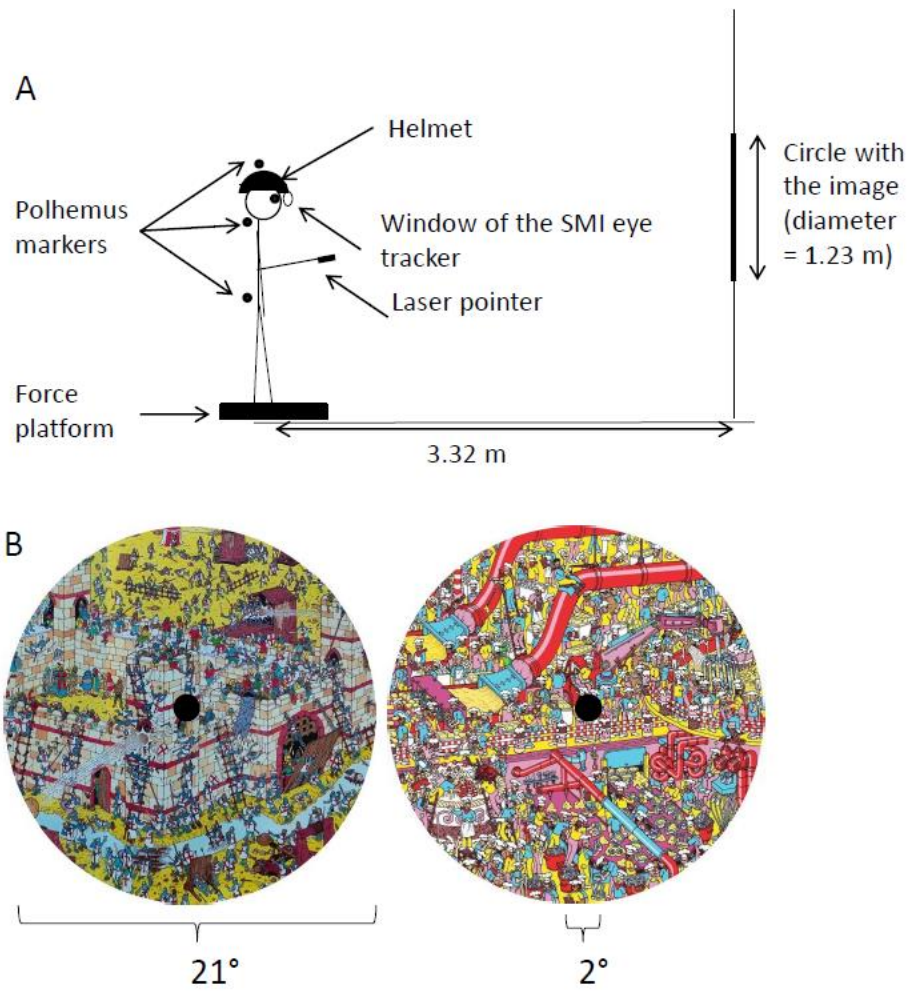 A
Helmet
Polhemus
markers
Window of the SMI eye
tracker
Laser pointer
Circle with
the image
(diameter
= 1.23 m)
Force
platform
3.32 m
B
21°
2°